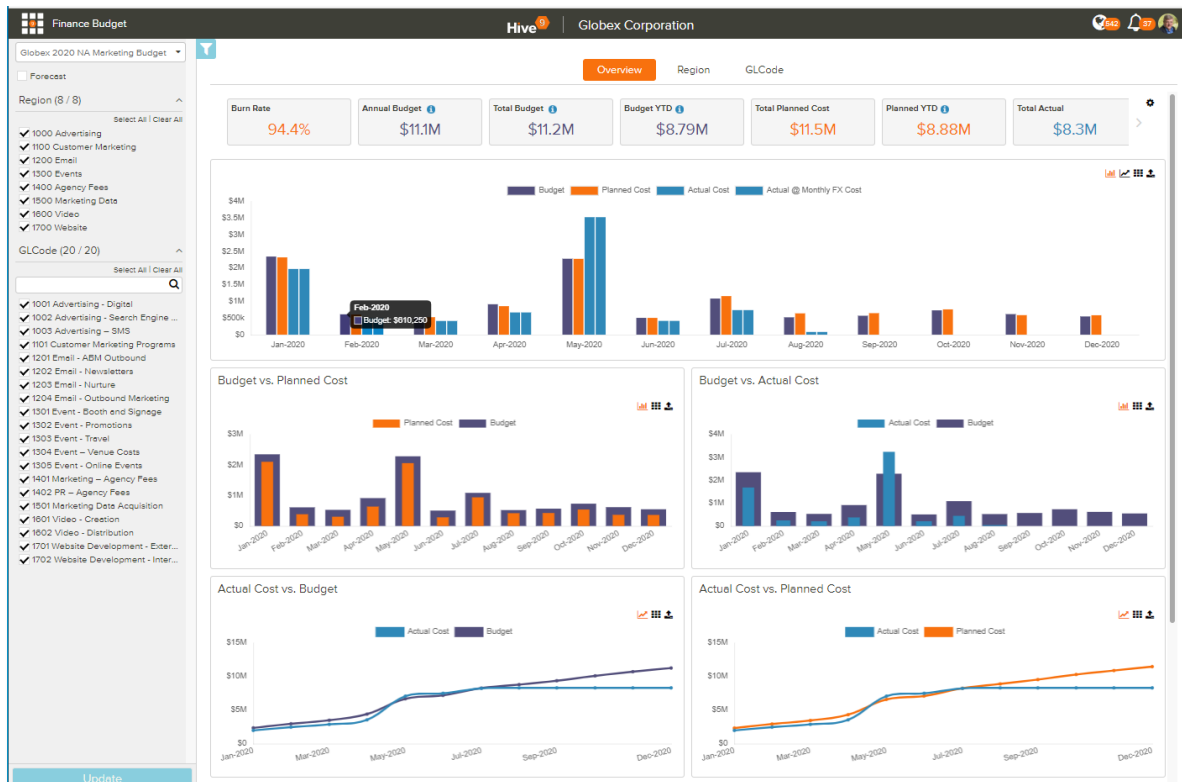 Finance Budget
Hive9 Globex Corporation
542 37
Globex 2020 NA Marketing Budget
Forecast
Region (8 / 8)
Select All | Clear All
1000 Advertising
1100 Customer Marketing
1200 Email
1300 Events
1400 Agency Fees
1500 Marketing Data
1600 Video
1700 Website
GLCode (20 / 20)
Select All | Clear All
1001 Advertising - Digital
1002 Advertising - Search Engine ...
1003 Advertising – SMS
1101 Customer Marketing Programs
1201 Email - ABM Outbound
1202 Email - Newsletters
1203 Email - Nurture
1204 Email - Outbound Marketing
1301 Event - Booth and Signage
1302 Event - Promotions
1303 Event - Travel
1304 Event – Venue Costs
1305 Event - Online Events
1401 Marketing – Agency Fees
1402 PR – Agency Fees
1501 Marketing Data Acquisition
1601 Video - Creation
1602 Video - Distribution
1701 Website Development - Exter...
1702 Website Development - Inter...
Update
Overview Region GLCode
Burn Rate
94.4%
Annual Budget
$11.1M
Total Budget
$11.2M
Budget YTD
$8.79M
Total Planned Cost
$11.5M
Planned YTD
$8.88M
Total Actual
$8.3M
Budget Planned Cost Actual Cost Actual @ Monthly FX Cost
$4M
$3.5M
$3M
$2.5M
$2M
$1.5M
$1M
$500k
$0
Feb-2020
Budget: $610,250
Jan-2020 Feb-2020 Mar-2020 Apr-2020 May-2020 Jun-2020 Jul-2020 Aug-2020 Sep-2020 Oct-2020 Nov-2020 Dec-2020
Budget vs. Planned Cost
Planned Cost Budget
$3M
$2M
$1M
$0
Jan-2020 Feb-2020 Mar-2020 Apr-2020 May-2020 Jun-2020 Jul-2020 Aug-2020 Sep-2020 Oct-2020 Nov-2020 Dec-2020
Budget vs. Actual Cost
Actual Cost Budget
$4M
$3M
$2M
$1M
$0
Jan-2020 Feb-2020 Mar-2020 Apr-2020 May-2020 Jun-2020 Jul-2020 Aug-2020 Sep-2020 Oct-2020 Nov-2020 Dec-2020
Actual Cost vs. Budget
Actual Cost Budget
$15M
$10M
$5M
$0
Jan-2020 Mar-2020 May-2020 Jul-2020 Sep-2020 Dec-2020
Actual Cost vs. Planned Cost
Actual Cost Planned Cost
$15M
$10M
$5M
$0
Jan-2020 Mar-2020 May-2020 Jul-2020 Sep-2020 Dec-2020